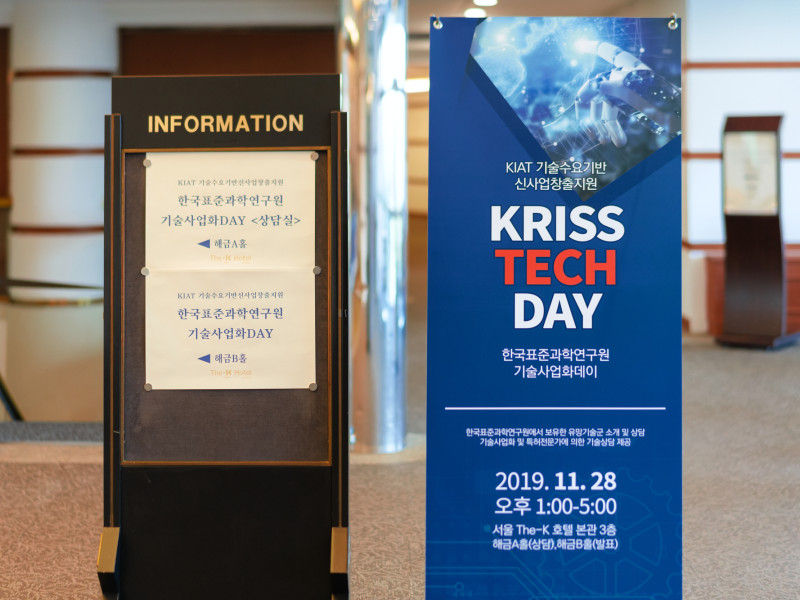 INFORMATION
KIAT 기술수요기반신사업창출지원
한국표준과학연구원
기술사업화DAY <상담실>
◀ 해금A홀
The-K Hotel
KIAT 기술수요기반신사업창출지원
한국표준과학연구원
기술사업화DAY
◀ 해금B홀
The-K Hotel
KIAT 기술수요기반
신사업창출지원
KRISS
TECH
DAY
한국표준과학연구원
기술사업화데이
한국표준과학연구원에서 보유한 유망기술군 소개 및 상담
기술사업화 및 특허전문가에 의한 기술상담 제공
2019. 11. 28
오후 1:00-5:00
서울 The-K 호텔 본관 3층
해금A홀(상담),해금B홀(발표)